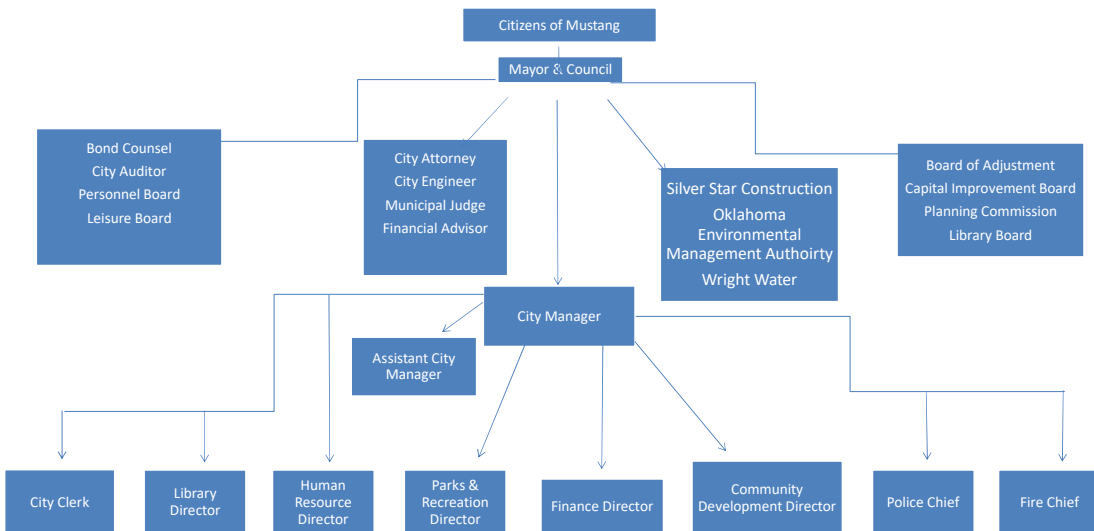 Citizens of Mustang
Mayor & Council
Bond Counsel
City Auditor
Personnel Board
Leisure Board
City Attorney
City Engineer
Municipal Judge
Financial Advisor
Silver Star Construction
Oklahoma
Environmental
Management Authoirty
Wright Water
Board of Adjustment
Capital Improvement Board
Planning Commission
Library Board
City Manager
Assistant City
Manager
City Clerk
Library
Director
Human
Resource
Director
Parks &
Recreation
Director
Finance Director
Community
Development Director
Police Chief
Fire Chief